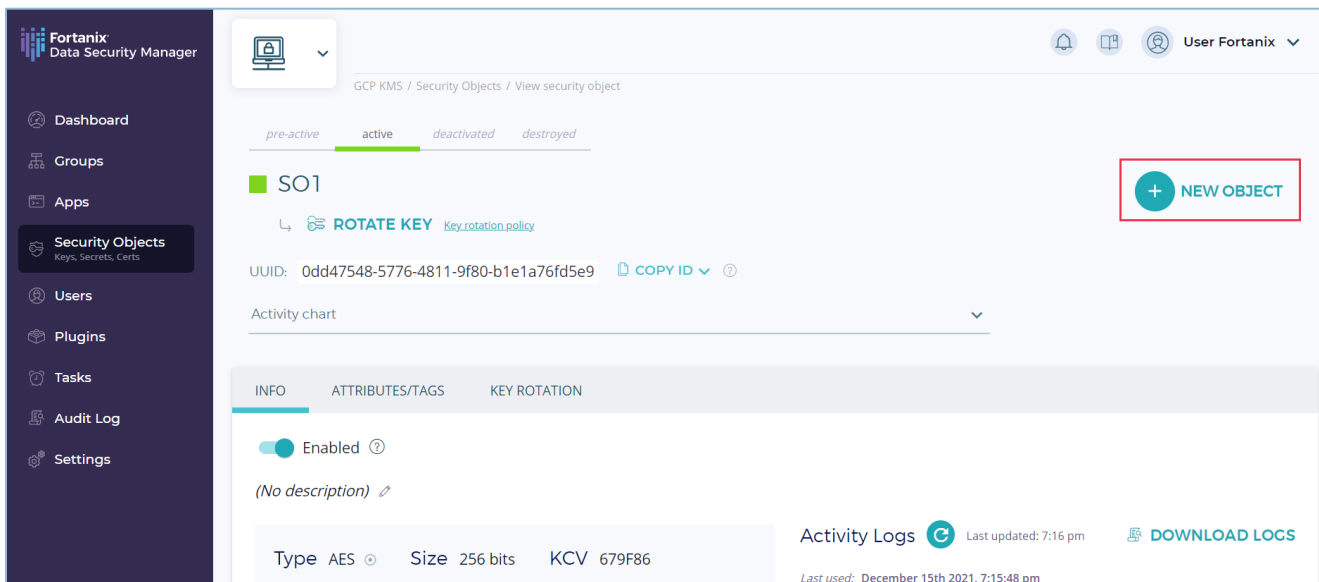 Fortanix
Data Security Manager
User Fortanix
GCP KMS / Security Objects / View security object
Dashboard
Groups
Apps
Security Objects
Keys, Secrets, Certs
Users
Plugins
Tasks
Audit Log
Settings
pre-active active deactivated destroyed
SO1
NEW OBJECT
ROTATE KEY Key rotation policy
UUID: 0dd47548-5776-4811-9f80-b1e1a76fd5e9 COPY ID ?
Activity chart
INFO ATTRIBUTES/TAGS KEY ROTATION
Enabled ?
(No description)
Type AES Size 256 bits KCV 679F86
Activity Logs Last updated: 7:16 pm DOWNLOAD LOGS
Last used: December 15th 2021, 7:15:48 pm